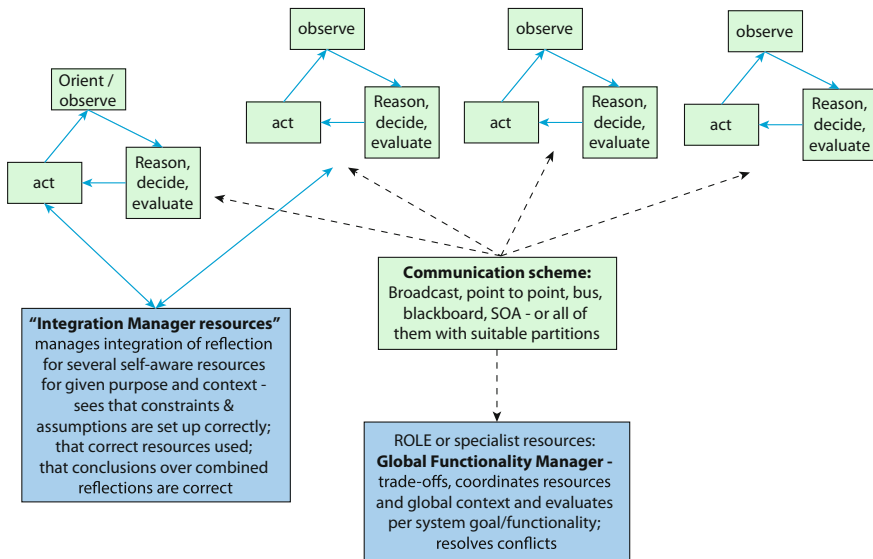 Orient /
observe
act
Reason,
decide,
evaluate
observe
act
Reason,
decide,
evaluate
observe
act
Reason,
decide,
evaluate
observe
act
Reason,
decide,
evaluate
Communication scheme:
Broadcast, point to point, bus,
blackboard, SOA - or all of
them with suitable partitions
“Integration Manager resources”
manages integration of reflection
for several self-aware resources
for given purpose and context -
sees that constraints &
assumptions are set up correctly;
that correct resources used;
that conclusions over combined
reflections are correct
ROLE or specialist resources:
Global Functionality Manager -
trade-offs, coordinates resources
and global context and evaluates
per system goal/functionality;
resolves conflicts